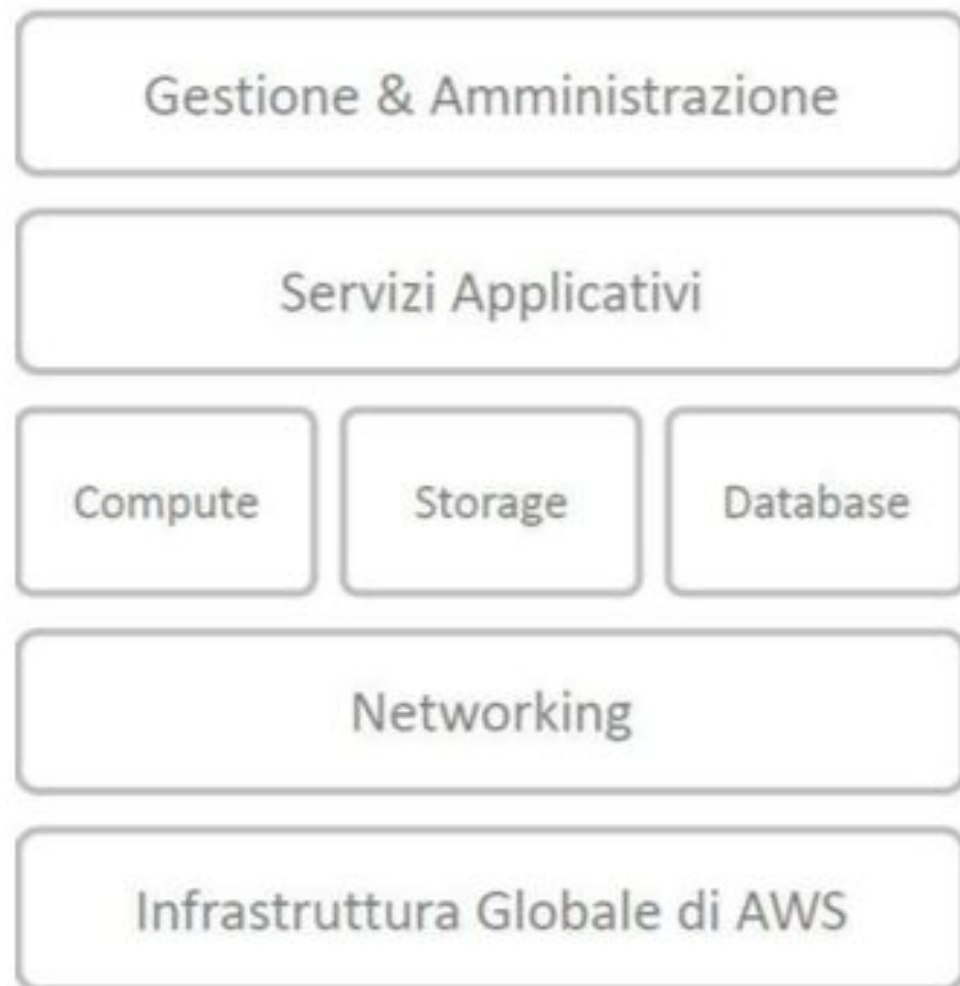 Gestione & Amministrazione
Servizi Applicativi
Compute
Storage
Database
Networking
Infrastruttura Globale di AWS